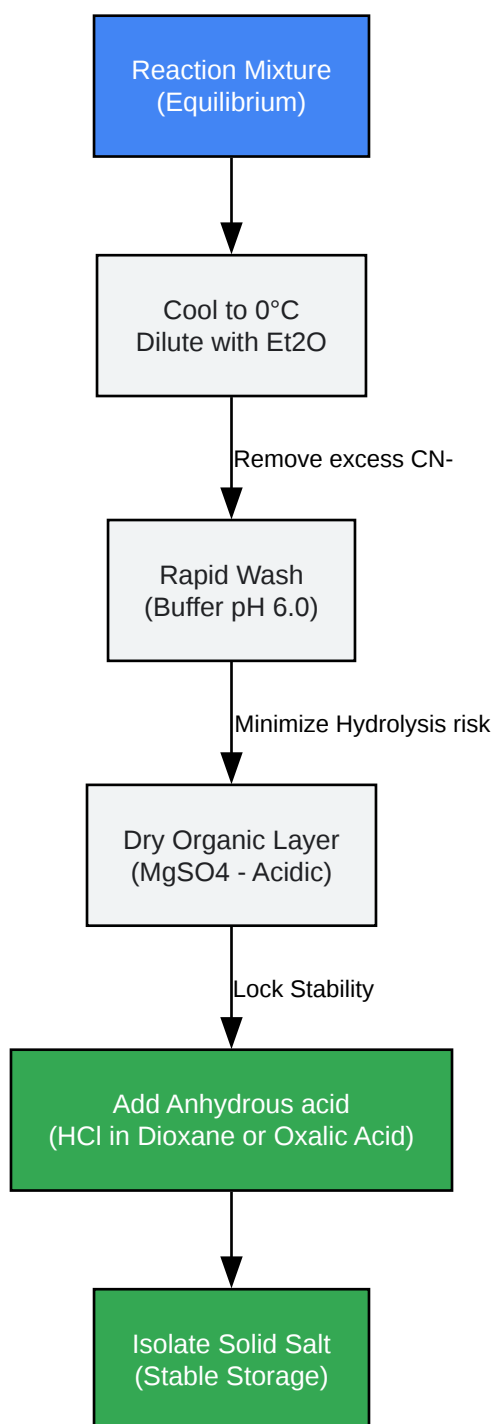 Reaction Mixture
(Equilibrium)
Cool to 0°C
Dilute with Et2O
Remove excess CN-
Rapid Wash
(Buffer pH 6.0)
Minimize Hydrolysis risk
Dry Organic Layer
(MgSO4 - Acidic)
Lock Stability
Add Anhydrous acid
(HCl in Dioxane or Oxalic Acid)
Isolate Solid Salt
(Stable Storage)